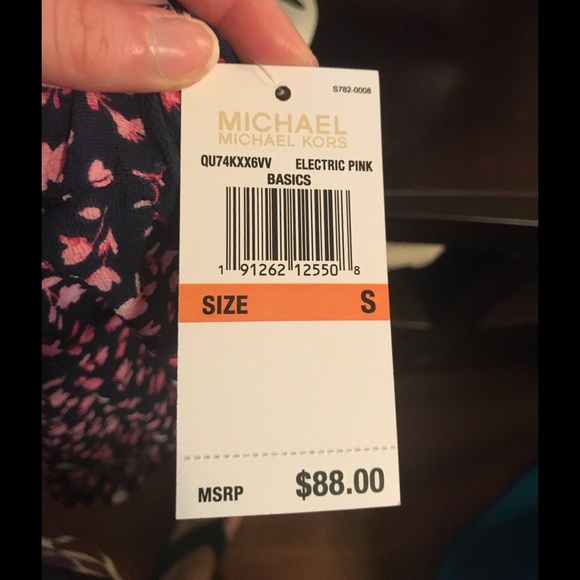 S782-0008
MICHAEL
MICHAEL KORS
QU74KXX6VV ELECTRIC PINK
BASICS
1 91262 12550 8
SIZE S
MSRP $88.00